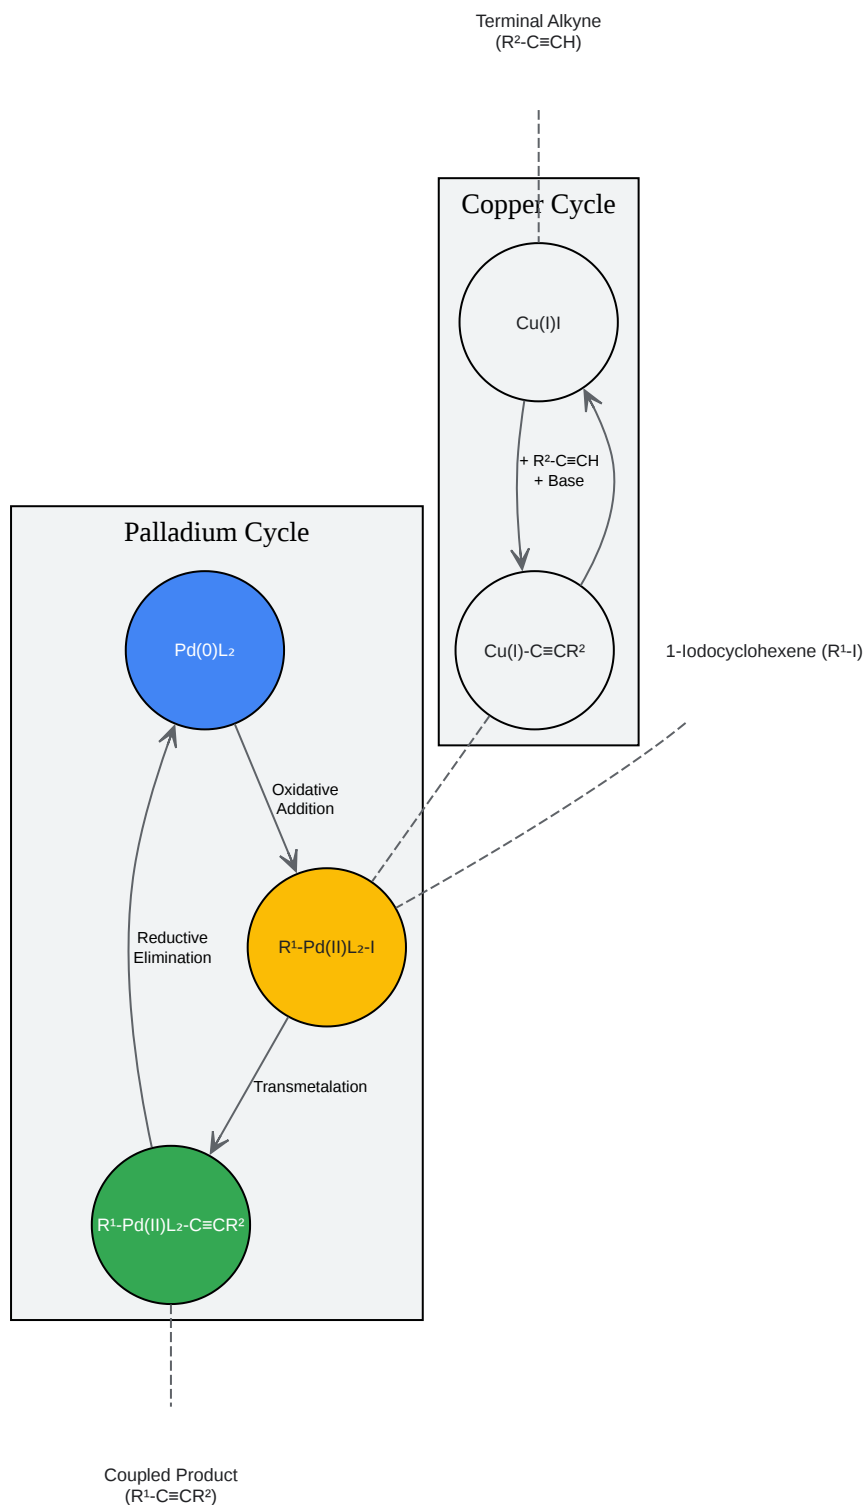 Terminal Alkyne
(R²-C≡CH)
Copper Cycle
Cu(I)I
+ R²-C≡CH
+ Base
Palladium Cycle
Pd(0)L₂
Cu(I)-C≡CR²
1-Iodocyclohexene (R¹-I)
Oxidative
Addition
Reductive
Elimination
R¹-Pd(II)L₂-I
Transmetalation
R¹-Pd(II)L₂-C≡CR²
Coupled Product
(R¹-C≡CR²)